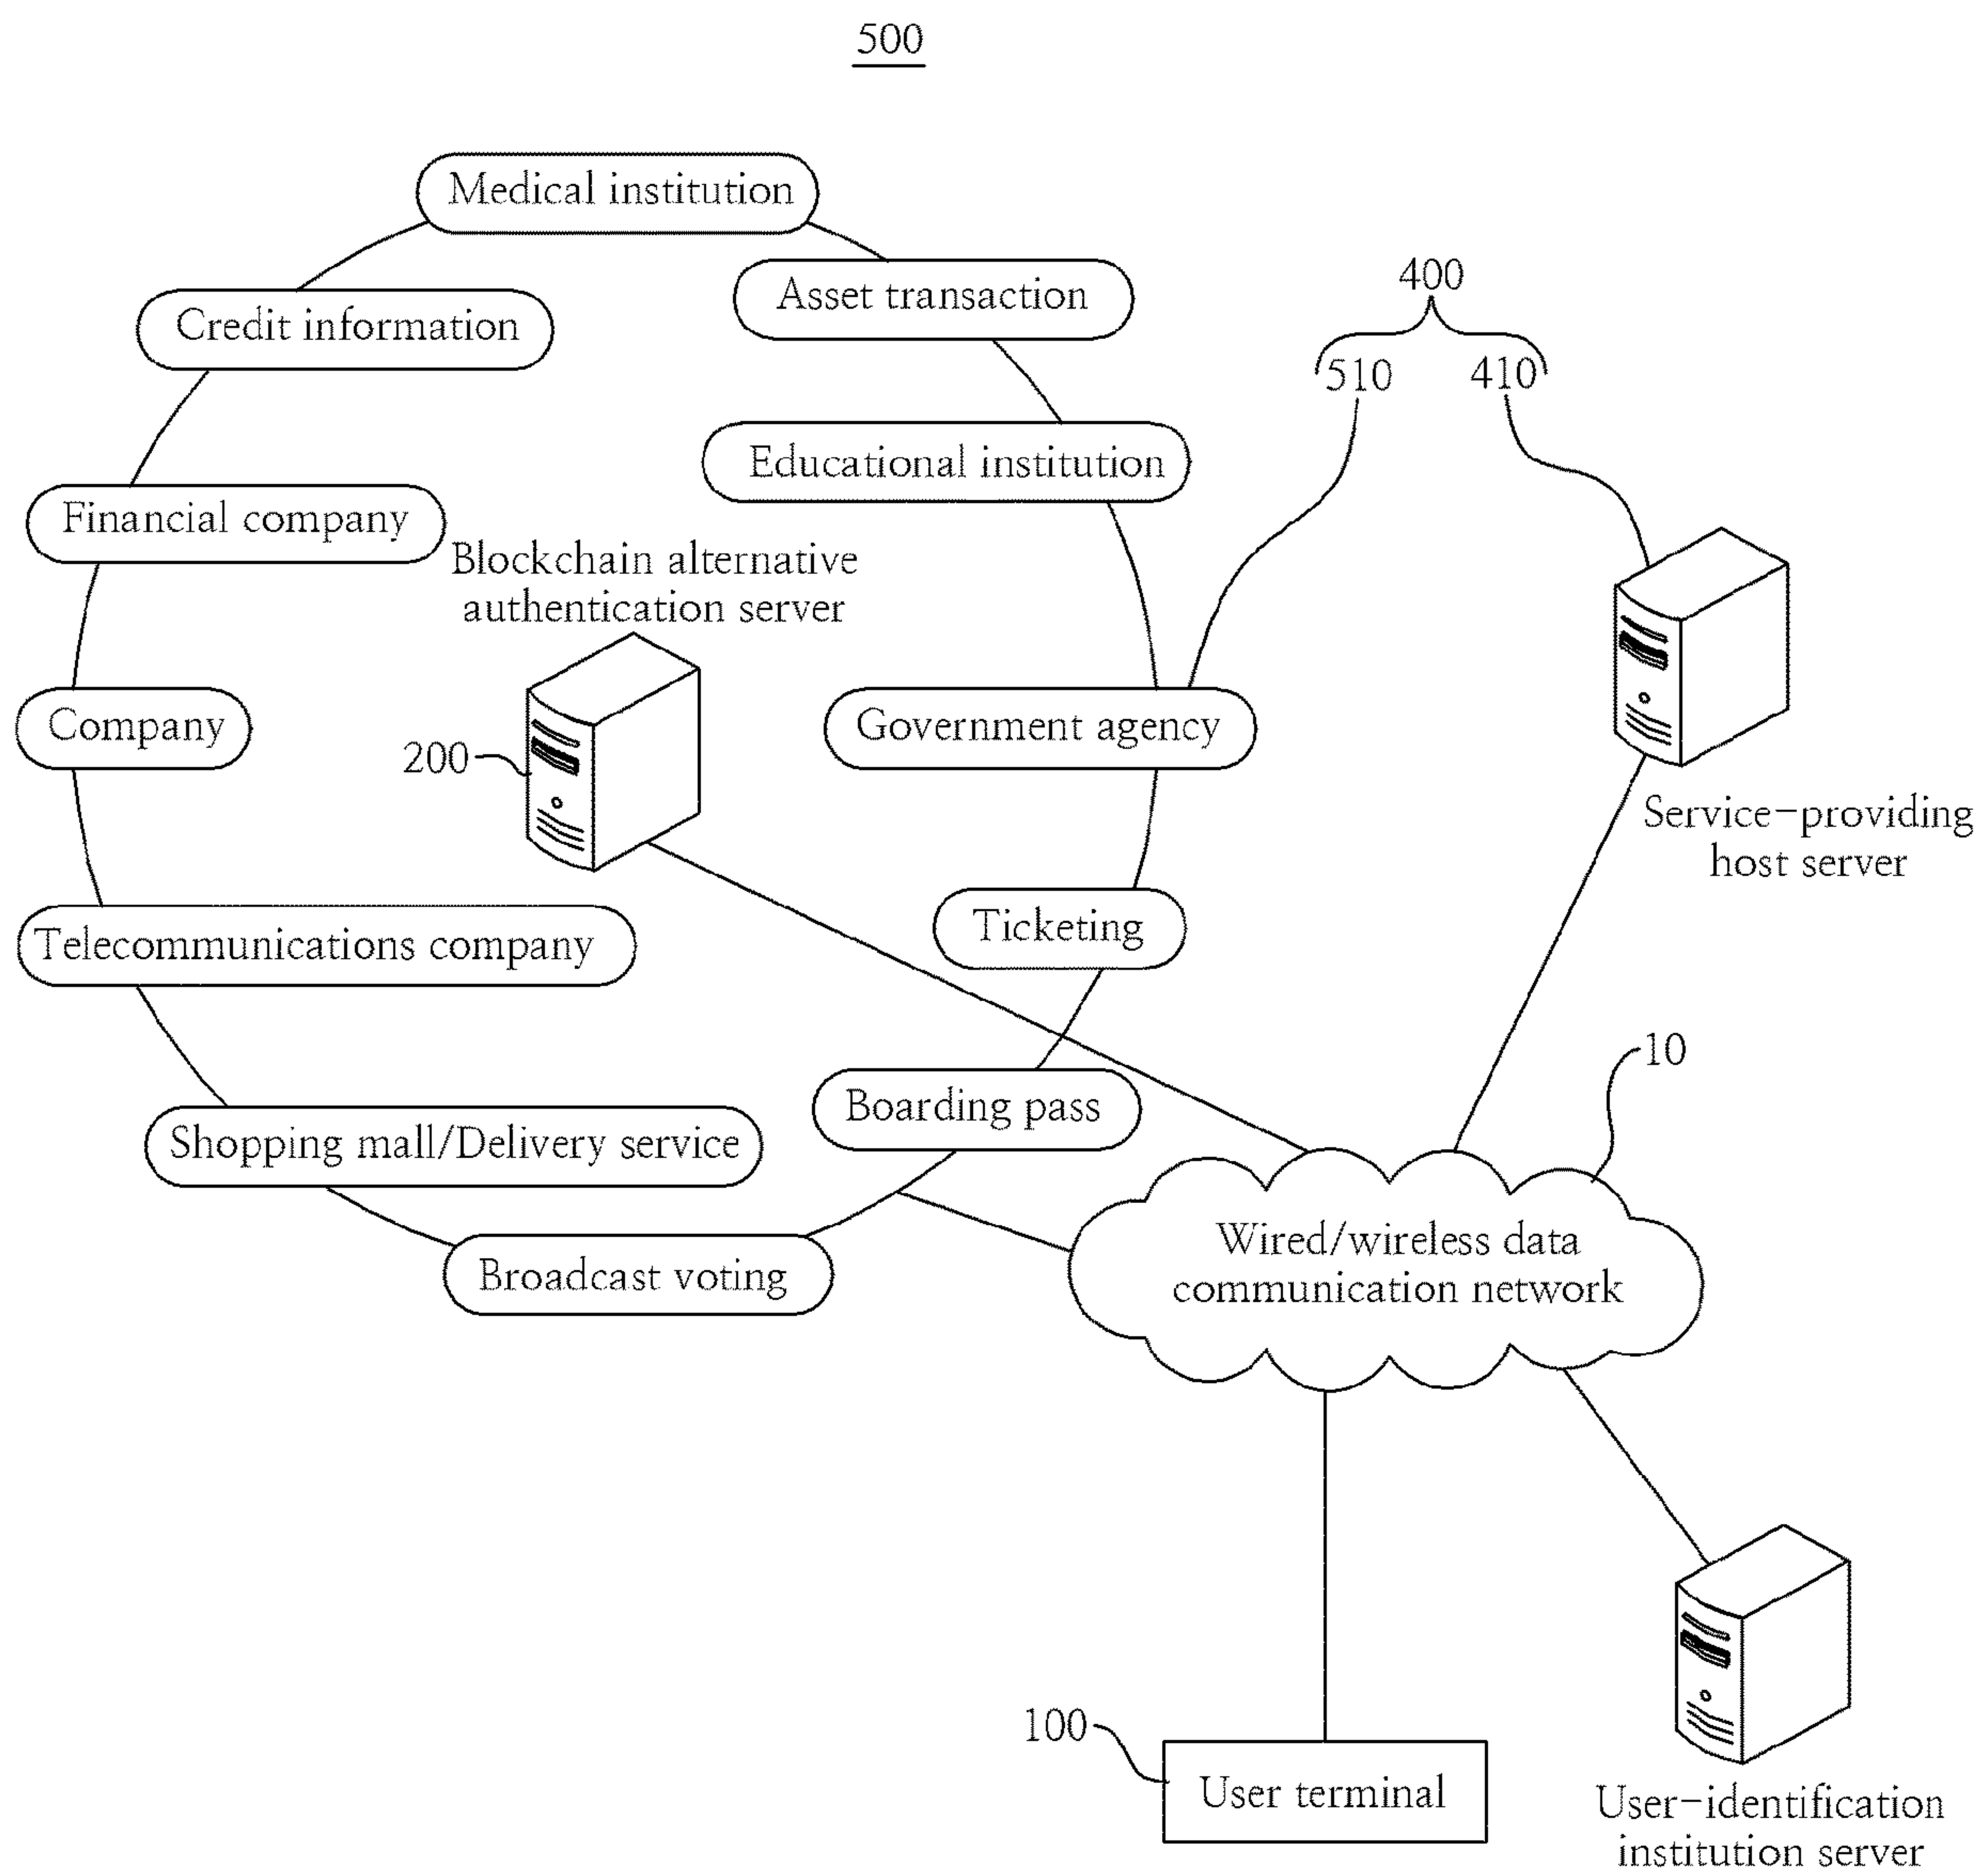 500
Medical institution
Asset transaction
Credit information
400
510
410
Educational institution
Financial company
Blockchain alternative
authentication server
Company
200
Government agency
Service-providing
host server
Telecommunications company
Ticketing
10
Boarding pass
Shopping mall/Delivery service
Broadcast voting
Wired/wireless data
communication network
100
User terminal
User-identification
institution server